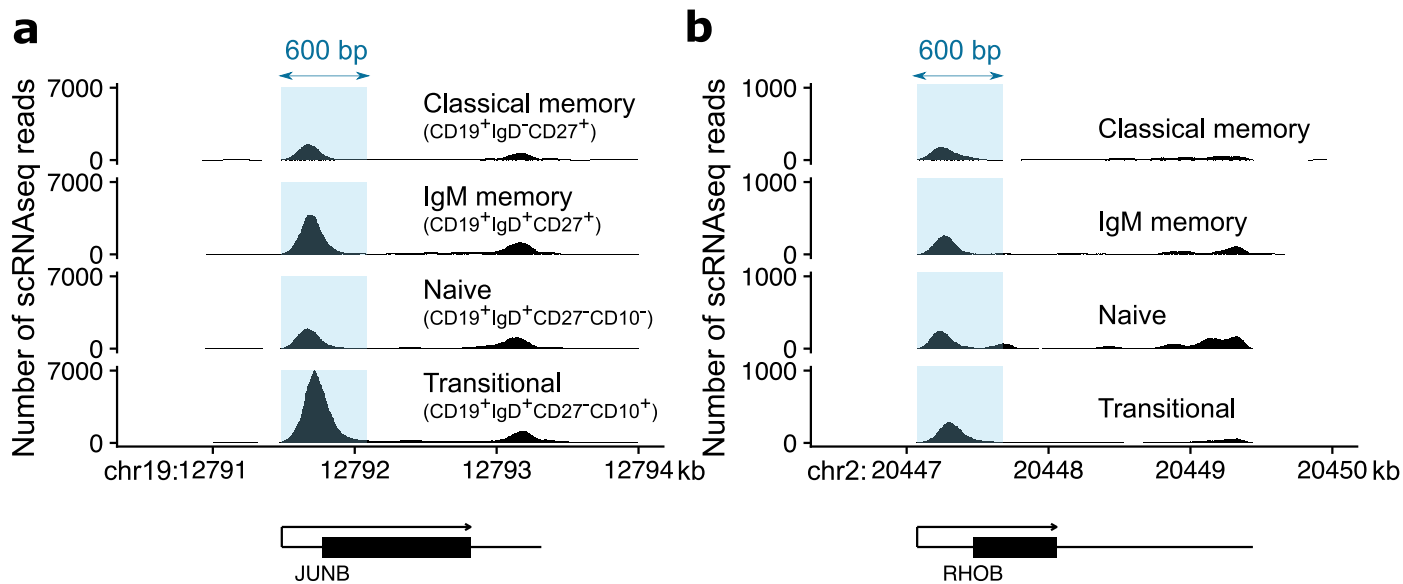 a
600 bp
Number of scRNAseq reads
7000
0
Classical memory
(CD19+IgD-CD27+)
7000
0
IgM memory
(CD19+IgD+CD27+)
7000
0
Naive
(CD19+IgD+CD27-CD10-)
7000
0
Transitional
(CD19+IgD+CD27-CD10+)
chr19:12791 12792 12793 12794 kb
JUNB
b
600 bp
Number of scRNAseq reads
1000
0
Classical memory
1000
0
IgM memory
1000
0
Naive
1000
0
Transitional
chr2: 20447 20448 20449 20450 kb
RHOB